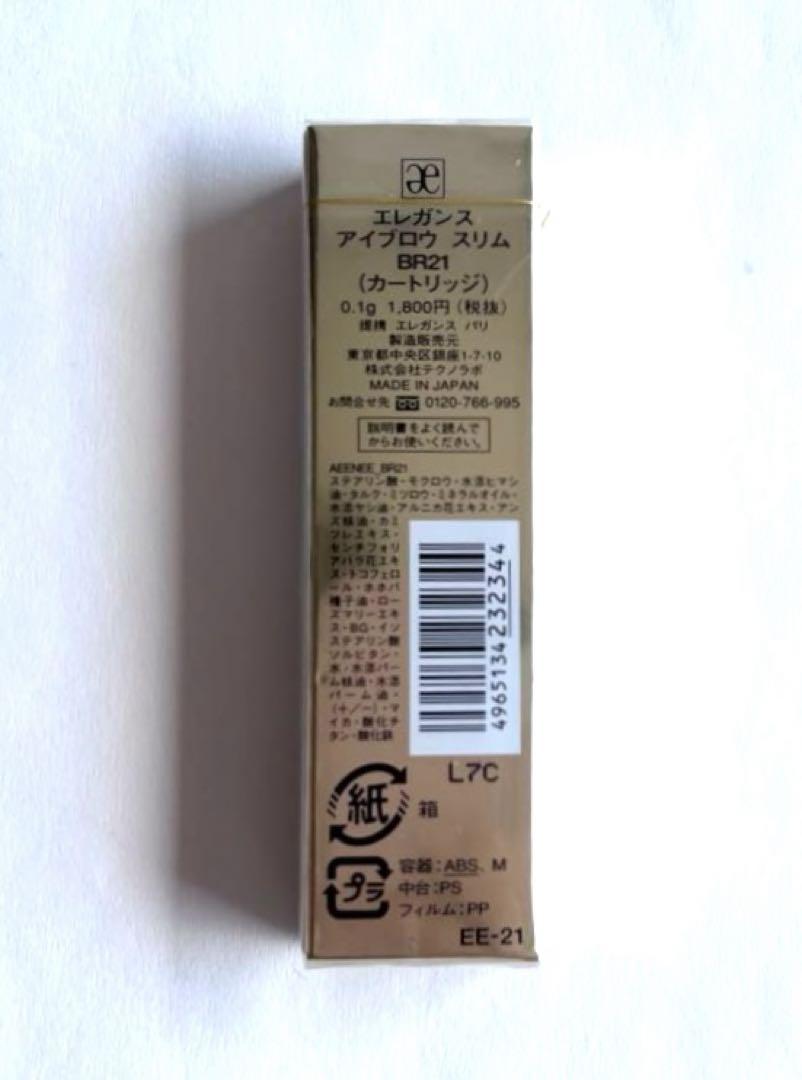 æ
エレガンス
アイブロウ スリム
BR21
(カートリッジ)
0.1g 1,800円(税抜)
提携 エレガンス パリ
製造販売元
東京都中央区銀座1-7-10
株式会社テクノラボ
MADE IN JAPAN
お問合せ先 0120-766-995
説明書をよく読んで
からお使いください。
AEENEE_BR21
ステアリン酸・モクロウ・水添ヒマシ
油・タルク・ミツロウ・ミネラルオイル・
水添ヤシ油・アルニカ花エキス・アン
ズ核油・カミ
ツレエキス・
センチフォリ
アバラ花エキ
ス・トコフェロ
ール・ホホバ
種子油・ロー
ズマリーエキ
ス・BG・イソ
ステアリン酸
ソルビタン・
水・水添パー
ム核油・水添
パーム油・
(+/-)・マ
イカ・酸化チ
タン・酸化鉄
4965134232344
L7C
紙 箱
プラ
容器:ABS、M
中台:PS
フィルム:PP
EE-21